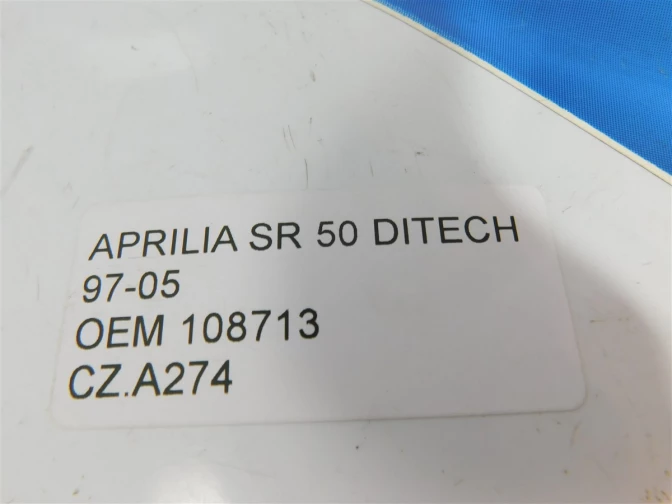 APRILIA SR 50 DITECH
97-05
OEM 108713
CZ.A274